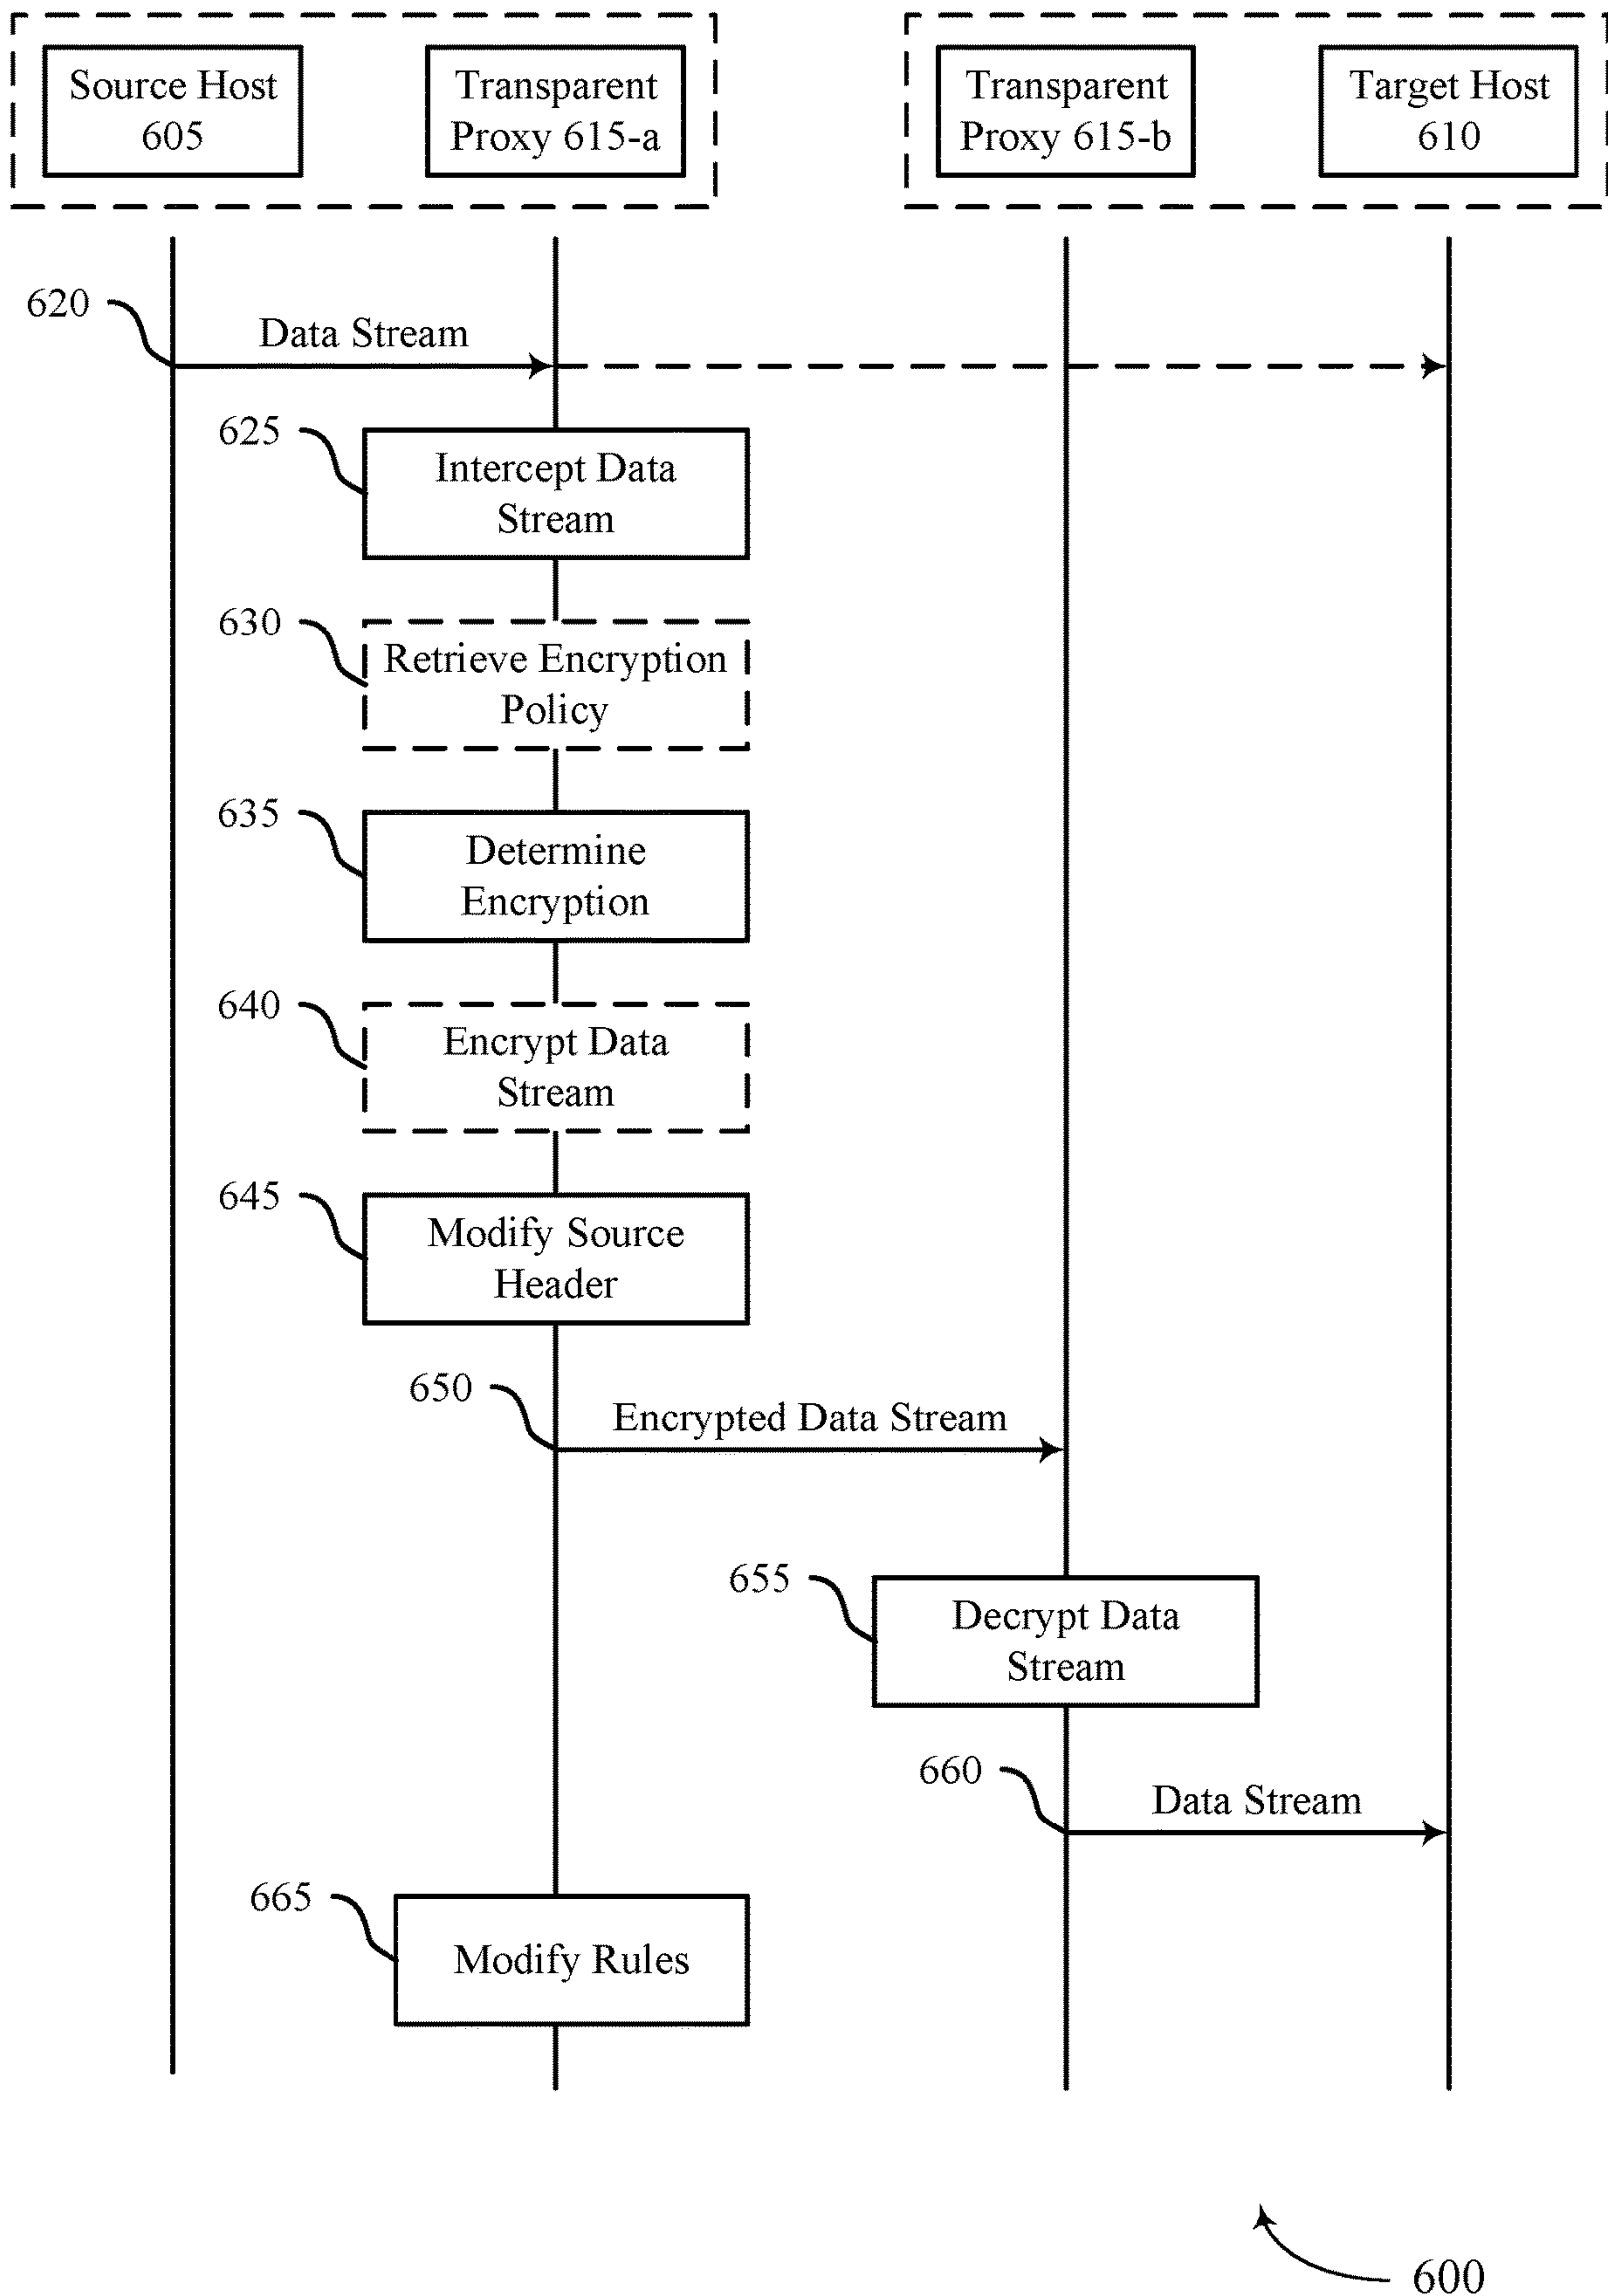 Source Host
605
Transparent
Proxy 615-a
Transparent
Proxy 615-b
Target Host
610
620
Data Stream
625
Intercept Data
Stream
630
Retrieve Encryption
Policy
635
Determine
Encryption
640
Encrypt Data
Stream
645
Modify Source
Header
650
Encrypted Data Stream
655
Decrypt Data
Stream
660
Data Stream
665
Modify Rules
600